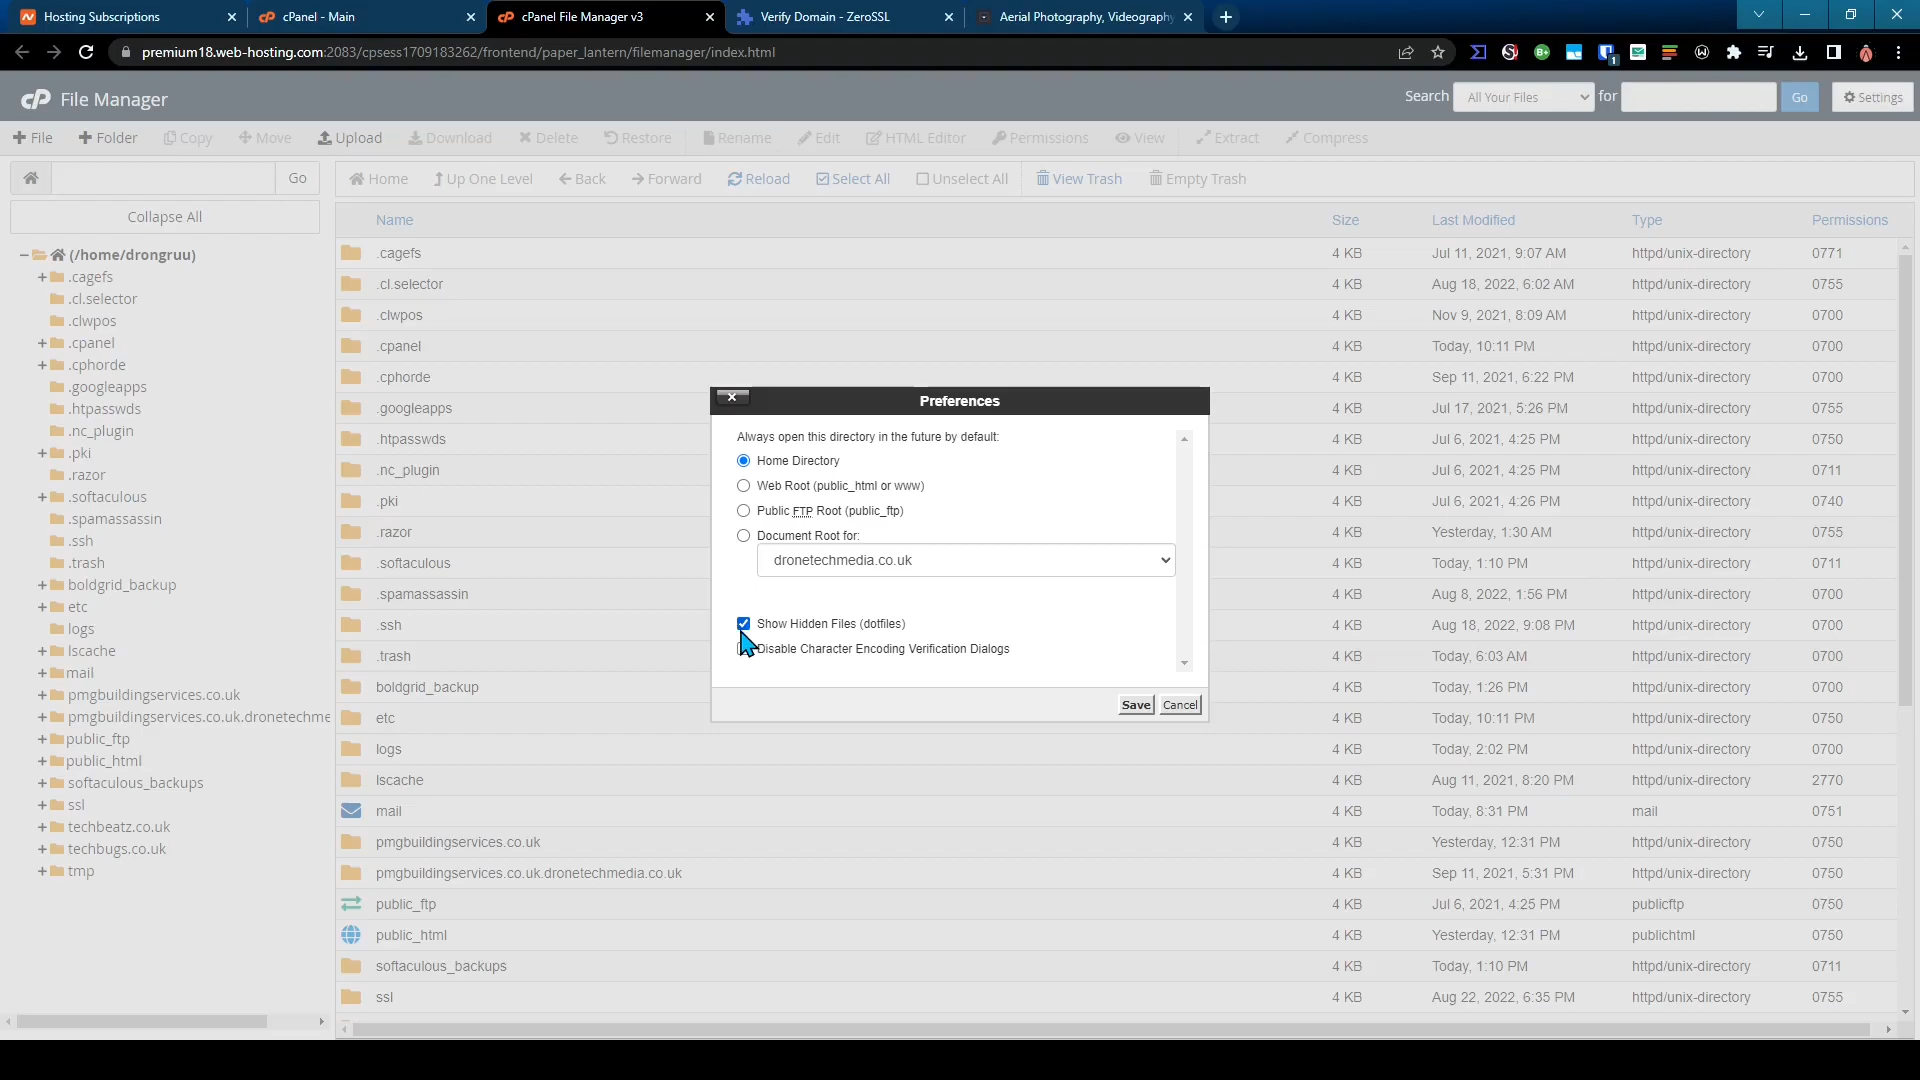 Hosting Subscriptions
cPanel - Main
cPanel File Manager v3
Verify Domain - ZeroSSL
Aerial Photography, Videography
premium18.web-hosting.com:2083/cpsess1709183262/frontend/paper_lantern/filemanager/index.html
1
cP File Manager
Search All Your Files for Go Settings
File Folder Copy Move Upload Download Delete Restore Rename Edit HTML Editor Permissions View Extract Compress
Go
Home Up One Level Back Forward Reload Select All Unselect All View Trash Empty Trash
Collapse All
(/home/drongruu)
.cagefs
.cl.selector
.clwpos
.cpanel
.cphorde
.googleapps
.htpasswds
.nc_plugin
.pki
.razor
.softaculous
.spamassassin
.ssh
.trash
boldgrid_backup
etc
logs
lscache
mail
pmgbuildingservices.co.uk
pmgbuildingservices.co.uk.dronetechme
public_ftp
public_html
softaculous_backups
ssl
techbeatz.co.uk
techbugs.co.uk
tmp
Name Size Last Modified Type Permissions
.cagefs 4 KB Jul 11, 2021, 9:07 AM httpd/unix-directory 0771
.cl.selector 4 KB Aug 18, 2022, 6:02 AM httpd/unix-directory 0755
.clwpos 4 KB Nov 9, 2021, 8:09 AM httpd/unix-directory 0700
.cpanel 4 KB Today, 10:11 PM httpd/unix-directory 0700
.cphorde 4 KB Sep 11, 2021, 6:22 PM httpd/unix-directory 0700
.googleapps 4 KB Jul 17, 2021, 5:26 PM httpd/unix-directory 0755
.htpasswds 4 KB Jul 6, 2021, 4:25 PM httpd/unix-directory 0750
.nc_plugin 4 KB Jul 6, 2021, 4:25 PM httpd/unix-directory 0711
.pki 4 KB Jul 6, 2021, 4:26 PM httpd/unix-directory 0740
.razor 4 KB Yesterday, 1:30 AM httpd/unix-directory 0755
.softaculous 4 KB Today, 1:10 PM httpd/unix-directory 0711
.spamassassin 4 KB Aug 8, 2022, 1:56 PM httpd/unix-directory 0700
.ssh 4 KB Aug 18, 2022, 9:08 PM httpd/unix-directory 0700
.trash 4 KB Today, 6:03 AM httpd/unix-directory 0700
boldgrid_backup 4 KB Today, 1:26 PM httpd/unix-directory 0700
etc 4 KB Today, 10:11 PM httpd/unix-directory 0750
logs 4 KB Today, 2:02 PM httpd/unix-directory 0700
lscache 4 KB Aug 11, 2021, 8:20 PM httpd/unix-directory 2770
mail 4 KB Today, 8:31 PM mail 0751
pmgbuildingservices.co.uk 4 KB Yesterday, 12:31 PM httpd/unix-directory 0750
pmgbuildingservices.co.uk.dronetechmedia.co.uk 4 KB Sep 11, 2021, 5:31 PM httpd/unix-directory 0750
public_ftp 4 KB Jul 6, 2021, 4:25 PM publicftp 0750
public_html 4 KB Yesterday, 12:31 PM publichtml 0750
softaculous_backups 4 KB Today, 1:10 PM httpd/unix-directory 0711
ssl 4 KB Aug 22, 2022, 6:35 PM httpd/unix-directory 0755
Preferences
Always open this directory in the future by default:
Home Directory
Web Root (public_html or www)
Public FTP Root (public_ftp)
Document Root for:
dronetechmedia.co.uk
Show Hidden Files (dotfiles)
Disable Character Encoding Verification Dialogs
Save Cancel